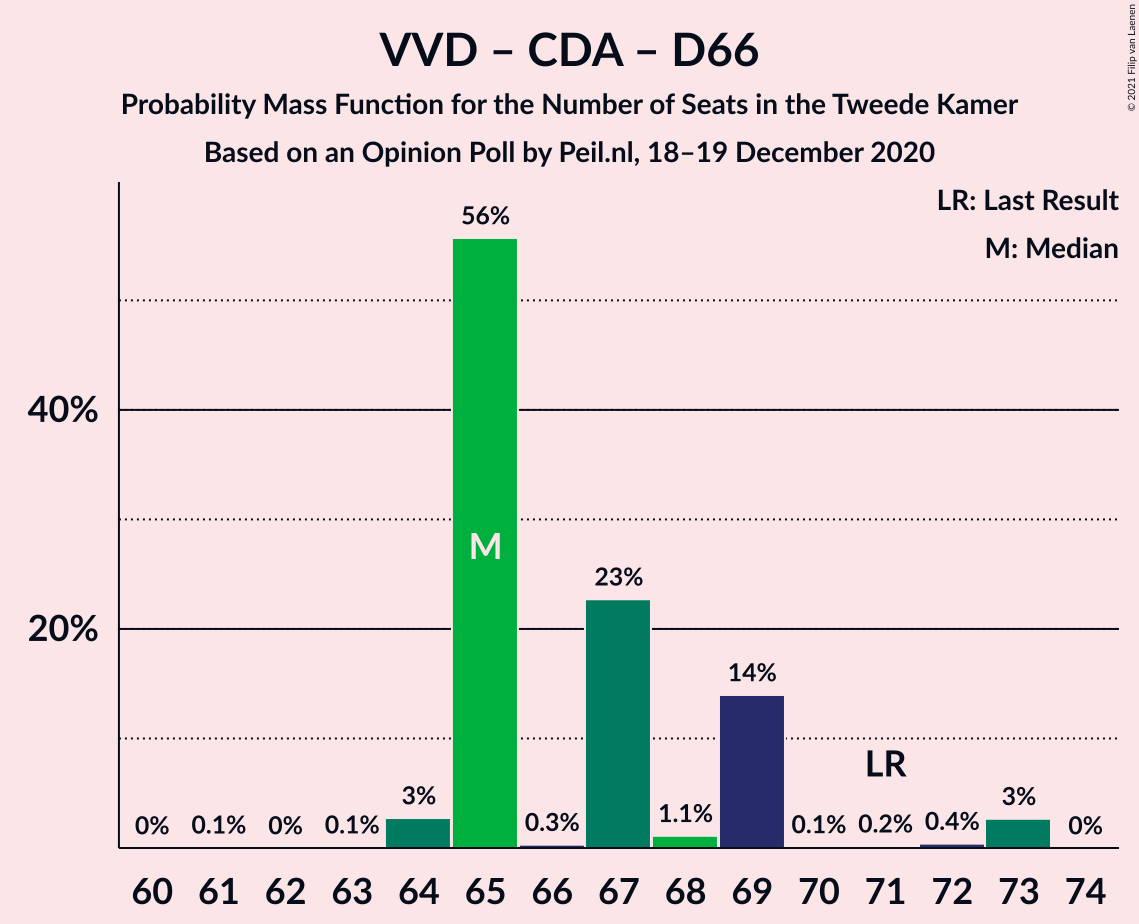 VVD – CDA – D66
Probability Mass Function for the Number of Seats in the Tweede Kamer
Based on an Opinion Poll by Peil.nl, 18–19 December 2020
© 2021 Filip van Laenen
LR: Last Result
M: Median
56%
40%
M
23%
20%
14%
LR
0% 0.1% 0% 0.1% 3% 0.3% 1.1% 0.1% 0.2% 0.4% 3% 0%
60 61 62 63 64 65 66 67 68 69 70 71 72 73 74